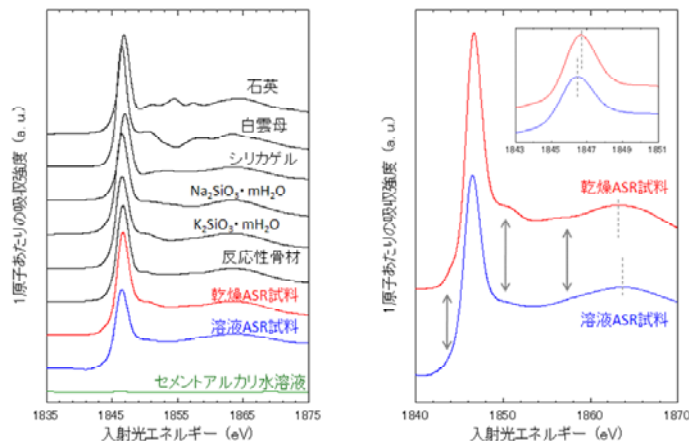 1原子あたりの吸収強度 (a. u.)
石英
白雲母
シリカゲル
Na₂SiO₃・mH₂O
K₂SiO₃・mH₂O
反応性骨材
乾燥ASR試料
溶液ASR試料
セメントアルカリ水溶液
1835 1845 1855 1865 1875
入射光エネルギー (eV)
1原子あたりの吸収強度 (a. u.)
1843 1845 1847 1849 1851
乾燥ASR試料
溶液ASR試料
1840 1850 1860 1870
入射光エネルギー (eV)